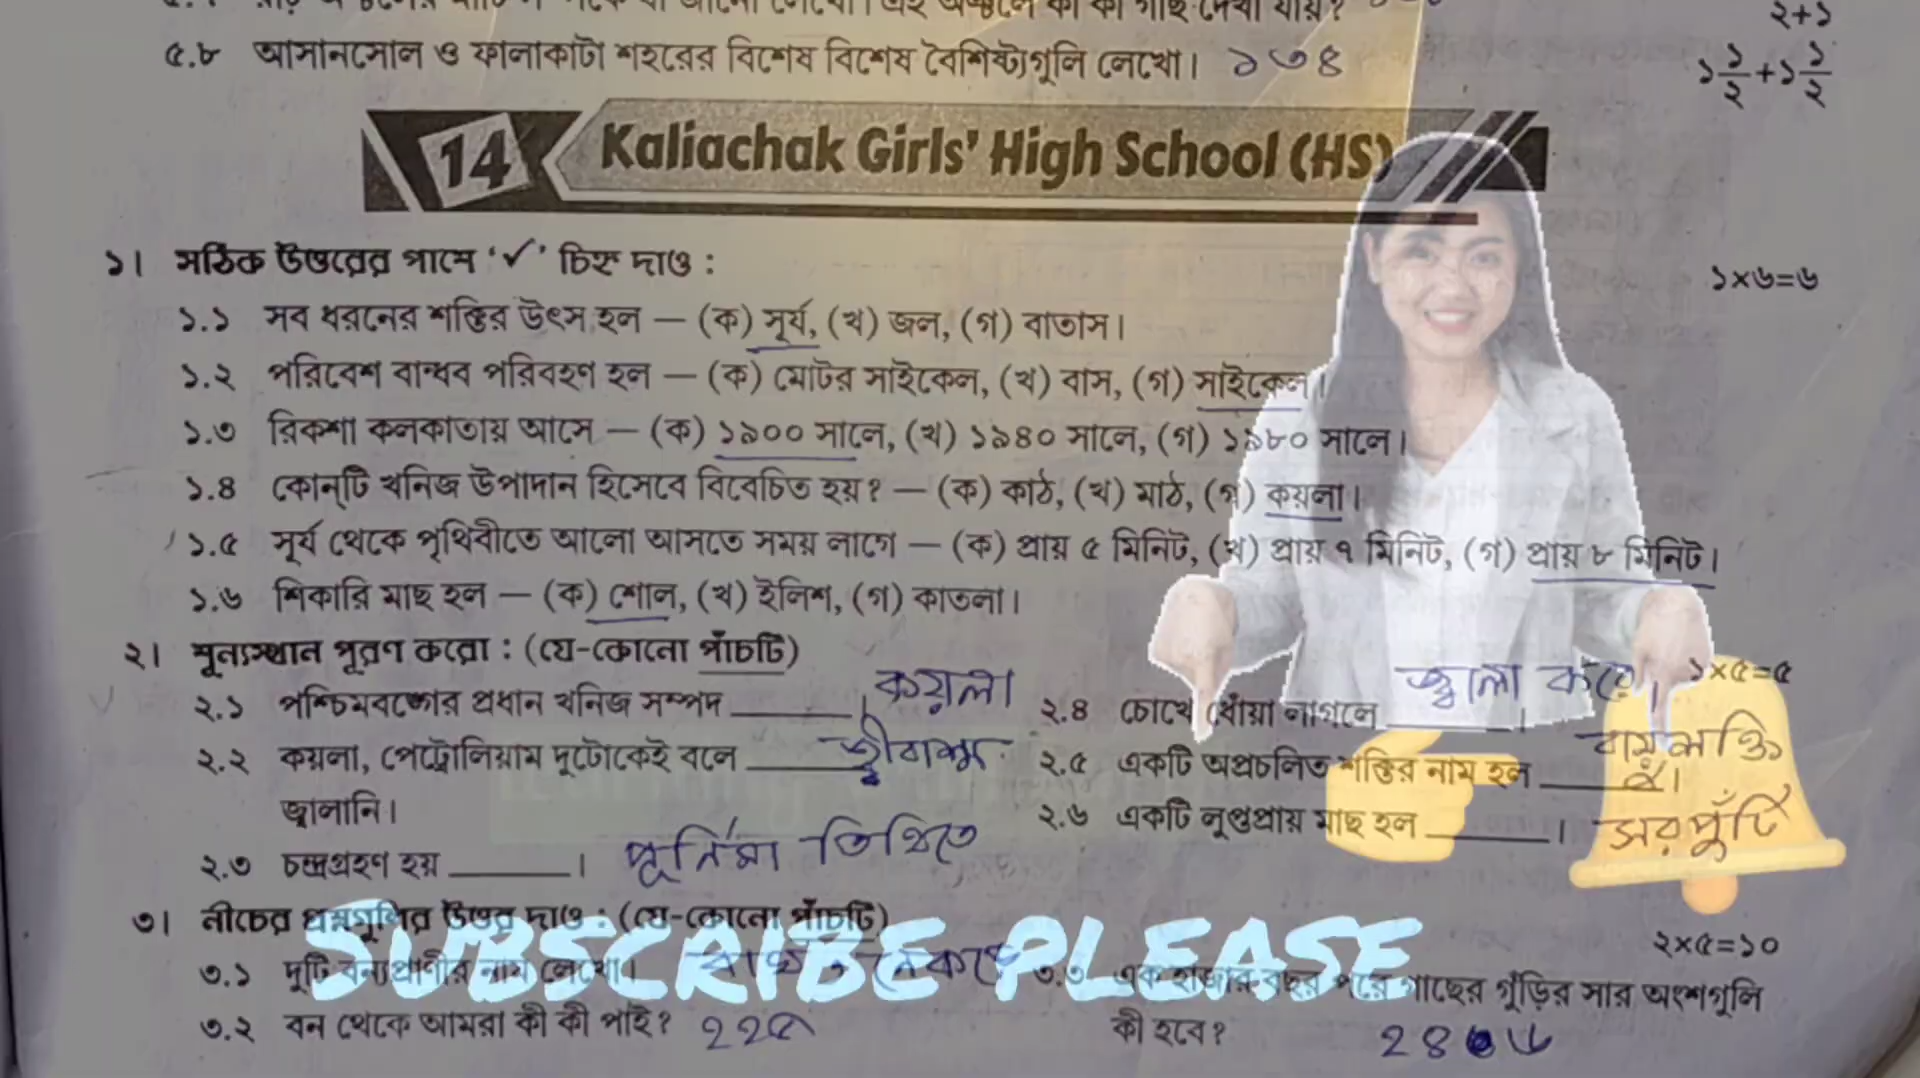 ৫.৮ আসানসোল ও ফালাকাটা শহরের বিশেষ বিশেষ বৈশিষ্ট্যগুলি লেখো। ১৩৪
২+১
১১/২+১১/২
14 Kaliachak Girls' High School (HS)
১। সঠিক উত্তরের পাশে '✓' চিহ্ন দাও : ১×৬=৬
১.১ সব ধরনের শক্তির উৎস হল — (ক) সূর্য, (খ) জল, (গ) বাতাস।
১.২ পরিবেশ বান্ধব পরিবহণ হল — (ক) মোটর সাইকেল, (খ) বাস, (গ) সাইকেল।
১.৩ রিকশা কলকাতায় আসে — (ক) ১৯০০ সালে, (খ) ১৯৪০ সালে, (গ) ১৯৮০ সালে।
১.৪ কোন্‌টি খনিজ উপাদান হিসেবে বিবেচিত হয়? — (ক) কাঠ, (খ) মাঠ, (গ) কয়লা।
১.৫ সূর্য থেকে পৃথিবীতে আলো আসতে সময় লাগে — (ক) প্রায় ৫ মিনিট, (খ) প্রায় ৭ মিনিট, (গ) প্রায় ৮ মিনিট।
১.৬ শিকারি মাছ হল — (ক) শোল, (খ) ইলিশ, (গ) কাতলা।
২। শূন্যস্থান পূরণ করো : (যে-কোনো পাঁচটি) ১×৫=৫
২.১ পশ্চিমবঙ্গের প্রধান খনিজ সম্পদ ______। কয়লা
২.২ কয়লা, পেট্রোলিয়াম দুটোকেই বলে ______ জীবাশ্ম
জ্বালানি।
২.৩ চন্দ্রগ্রহণ হয় ______। পূর্ণিমা তিথিতে
২.৪ চোখে ধোঁয়া লাগলে ______। জ্বালা করে।
২.৫ একটি অপ্রচলিত শক্তির নাম হল ______। বায়ুশক্তি
২.৬ একটি লুপ্তপ্রায় মাছ হল ______। সরপুঁটি
৩। নীচের প্রশ্নগুলির উত্তর দাও : (যে-কোনো পাঁচটি) ২×৫=১০
৩.১ দুটি বন্যপ্রাণীর নাম লেখো।
৩.২ বন থেকে আমরা কী কী পাই? ২২৫
৩.৩ এক হাজার বছর পরে গাছের গুঁড়ির সার অংশগুলি
কী হবে?
SUBSCRIBE PLEASE